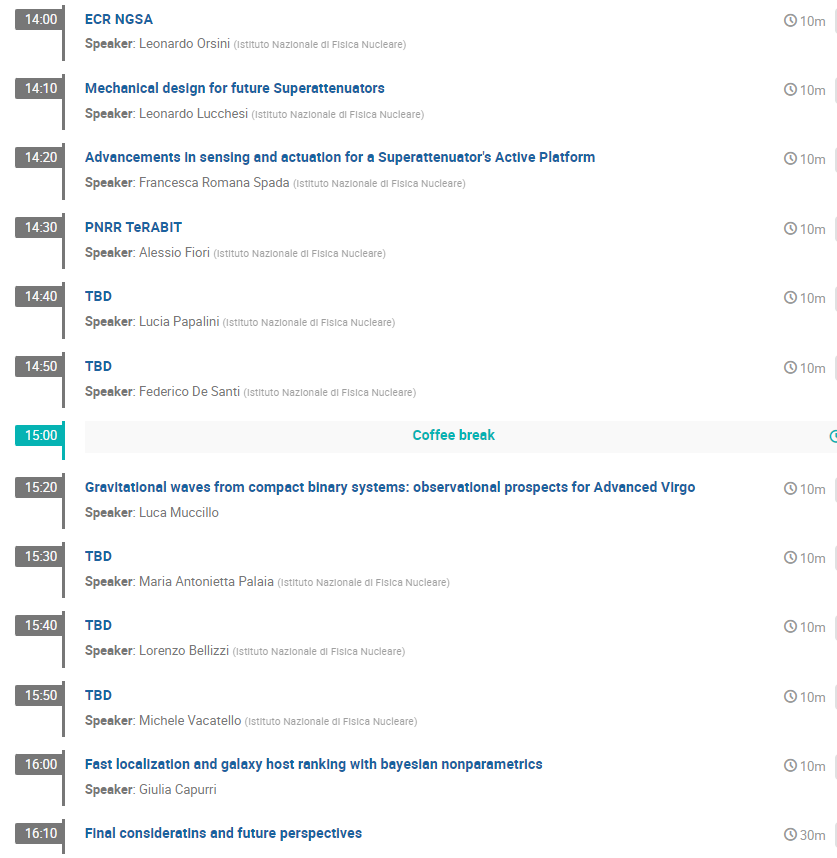 14:00 ECR NGSA 10m
Speaker: Leonardo Orsini (Istituto Nazionale di Fisica Nucleare)
14:10 Mechanical design for future Superattenuators 10m
Speaker: Leonardo Lucchesi (Istituto Nazionale di Fisica Nucleare)
14:20 Advancements in sensing and actuation for a Superattenuator's Active Platform 10m
Speaker: Francesca Romana Spada (Istituto Nazionale di Fisica Nucleare)
14:30 PNRR TeRABIT 10m
Speaker: Alessio Fiori (Istituto Nazionale di Fisica Nucleare)
14:40 TBD 10m
Speaker: Lucia Papalini (Istituto Nazionale di Fisica Nucleare)
14:50 TBD 10m
Speaker: Federico De Santi (Istituto Nazionale di Fisica Nucleare)
15:00 Coffee break
15:20 Gravitational waves from compact binary systems: observational prospects for Advanced Virgo 10m
Speaker: Luca Muccillo
15:30 TBD 10m
Speaker: Maria Antonietta Palaia (Istituto Nazionale di Fisica Nucleare)
15:40 TBD 10m
Speaker: Lorenzo Bellizzi (Istituto Nazionale di Fisica Nucleare)
15:50 TBD 10m
Speaker: Michele Vacatello (Istituto Nazionale di Fisica Nucleare)
16:00 Fast localization and galaxy host ranking with bayesian nonparametrics 10m
Speaker: Giulia Capurri
16:10 Final consideratins and future perspectives 30m